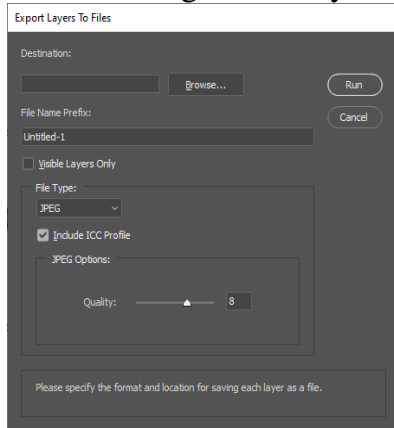 Export Layers To Files
Destination:
Browse...
Run
File Name Prefix:
Cancel
Untitled-1
Visible Layers Only
File Type:
JPEG
Include ICC Profile
JPEG Options:
Quality:
8
Please specify the format and location for saving each layer as a file.